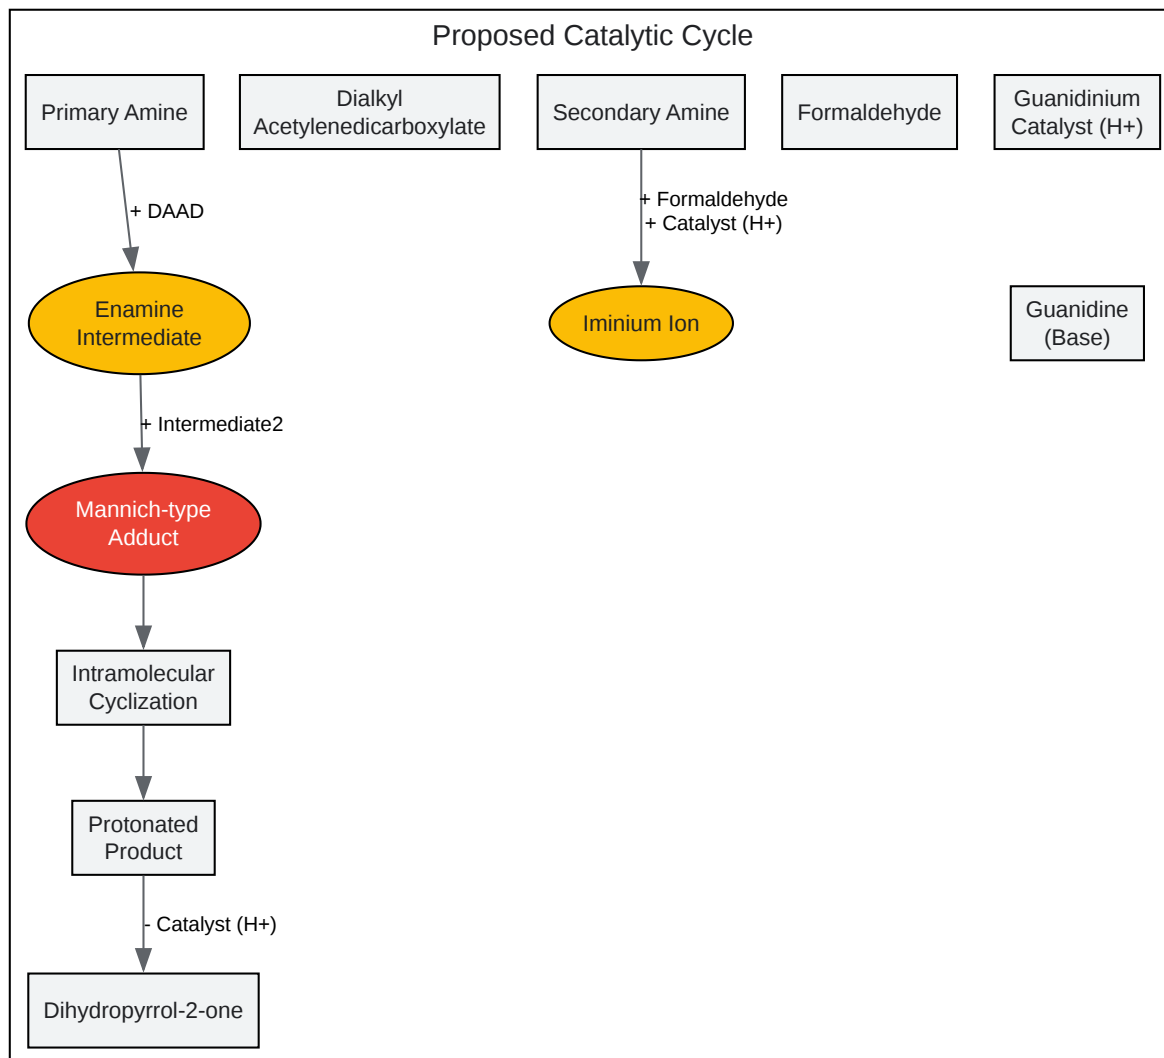 Proposed Catalytic Cycle
Primary Amine
Dialkyl
Acetylenedicarboxylate
Secondary Amine
Formaldehyde
Guanidinium
Catalyst (H+)
+ DAAD
+ Formaldehyde
+ Catalyst (H+)
Enamine
Intermediate
Iminium Ion
Guanidine
(Base)
+ Intermediate2
Mannich-type
Adduct
Intramolecular
Cyclization
Protonated
Product
- Catalyst (H+)
Dihydropyrrol-2-one